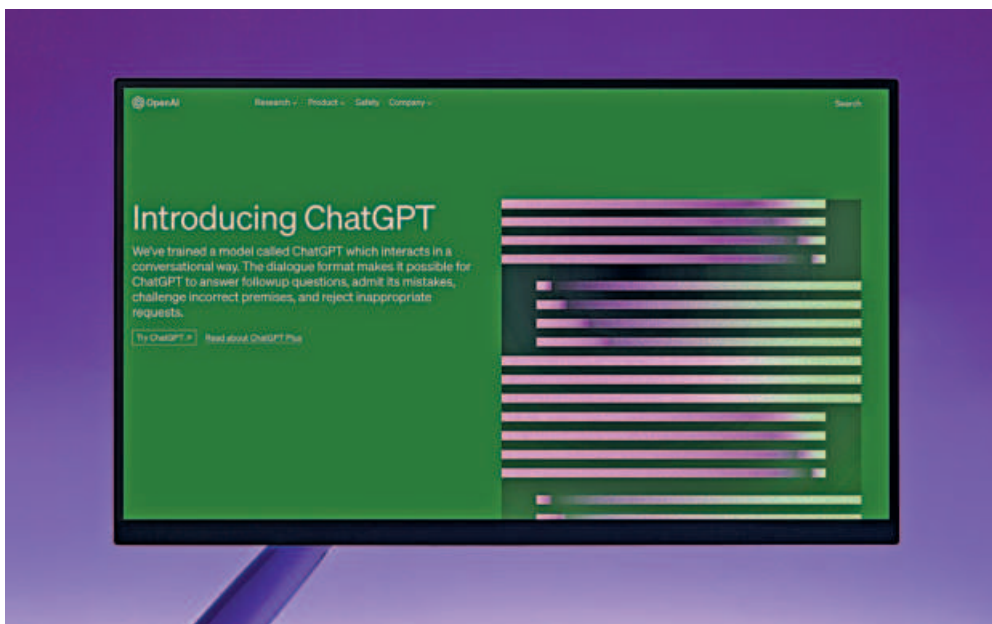 OpenAI
Research Product Safety Company
Search
Introducing ChatGPT
We've trained a model called ChatGPT which interacts in a
conversational way. The dialogue format makes it possible for
ChatGPT to answer followup questions, admit its mistakes,
challenge incorrect premises, and reject inappropriate
requests.
Try ChatGPT ↗ Read about ChatGPT Plus